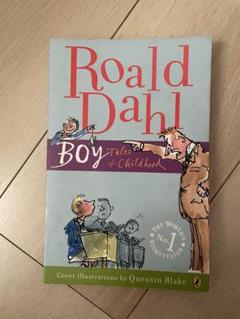 Roald
Dahl
BOY Tales of Childhood
THE WORLD'S
No 1
STORYTELLER
Cover illustrations by Quentin Blake